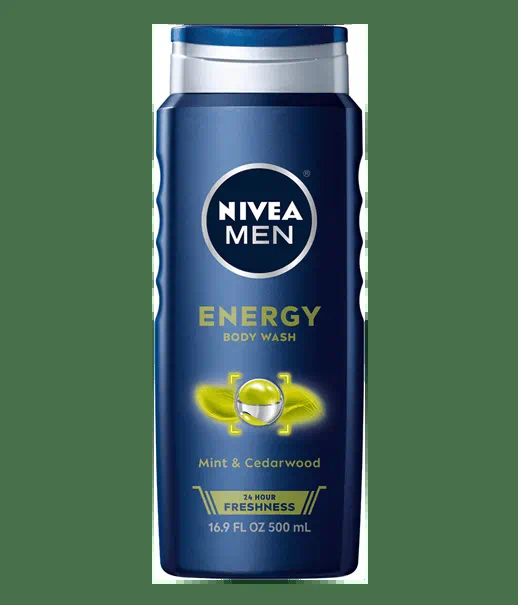 ®
NIVEA
MEN
ENERGY
BODY WASH
Mint & Cedarwood
24 HOUR
FRESHNESS
16.9 FL OZ 500 mL